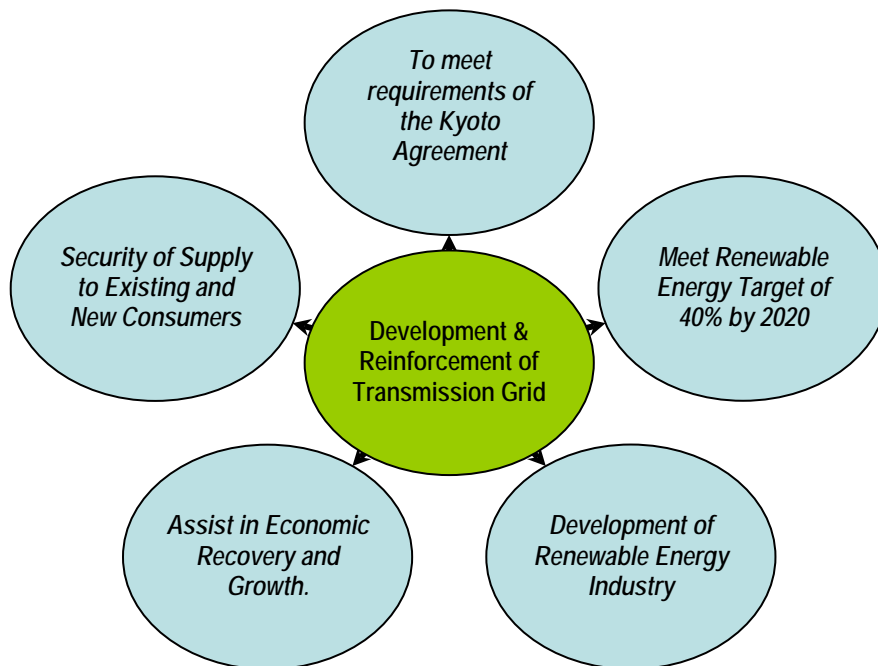 To meet
requirements of
the Kyoto
Agreement
Security of Supply
to Existing and
New Consumers
Meet Renewable
Energy Target of
40% by 2020
Development &
Reinforcement of
Transmission Grid
Assist in Economic
Recovery and
Growth.
Development of
Renewable Energy
Industry